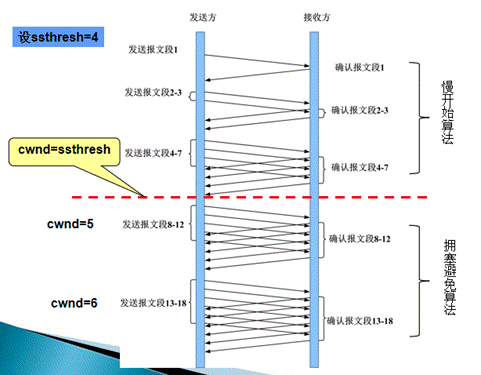 发送方
接收方
设ssthresh=4
发送报文段1
确认报文段1
发送报文段2-3
确认报文段2-3
慢开始算法
发送报文段4-7
cwnd=ssthresh
确认报文段4-7
cwnd=5
发送报文段8-12
确认报文段8-12
拥塞避免算法
cwnd=6
发送报文段13-18
确认报文段13-18